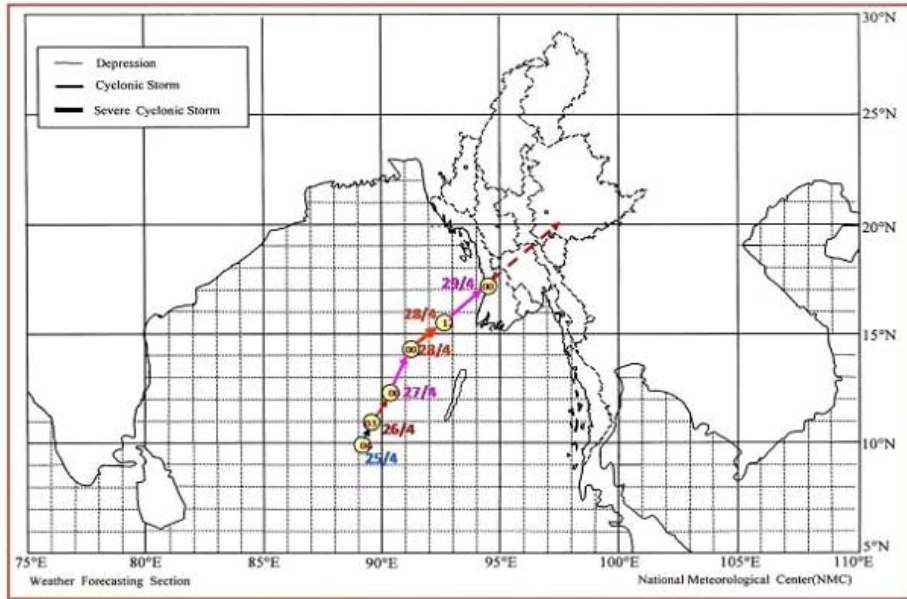 30°N
Depression
Cyclonic Storm
Severe Cyclonic Storm
25°N
20°N
29/4
00
28/4
15°N
00
28/4
27/4
26/4
10°N
25/4
5°N
75°E
80°E
85°E
90°E
95°E
100°E
105°E
110°E
Weather Forecasting Section
National Meteorological Center(NMC)